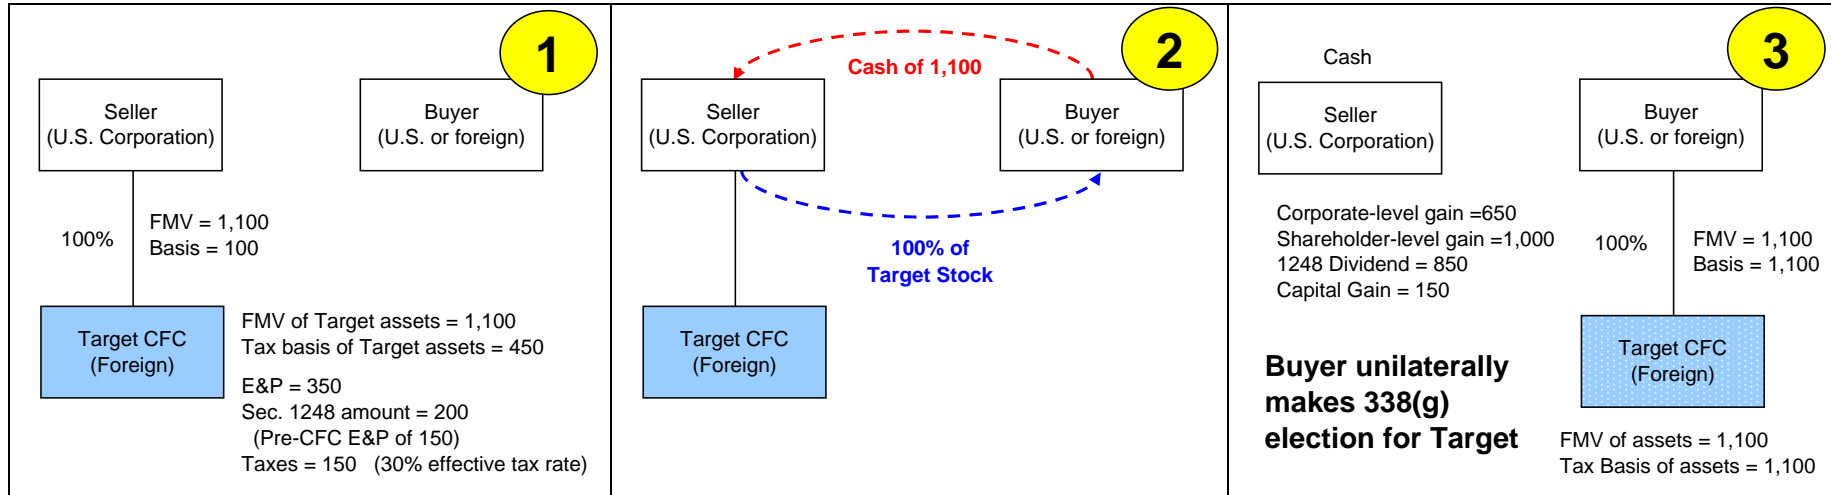 1
Seller
(U.S. Corporation)
Buyer
(U.S. or foreign)
100%
FMV = 1,100
Basis = 100
Target CFC
(Foreign)
FMV of Target assets = 1,100
Tax basis of Target assets = 450
E&P = 350
Sec. 1248 amount = 200
(Pre-CFC E&P of 150)
Taxes = 150 (30% effective tax rate)
2
Cash of 1,100
Seller
(U.S. Corporation)
Buyer
(U.S. or foreign)
100% of
Target Stock
Target CFC
(Foreign)
3
Cash
Seller
(U.S. Corporation)
Buyer
(U.S. or foreign)
Corporate-level gain =650
Shareholder-level gain =1,000
1248 Dividend = 850
Capital Gain = 150
100%
FMV = 1,100
Basis = 1,100
Target CFC
(Foreign)
Buyer unilaterally
makes 338(g)
election for Target
FMV of assets = 1,100
Tax Basis of assets = 1,100